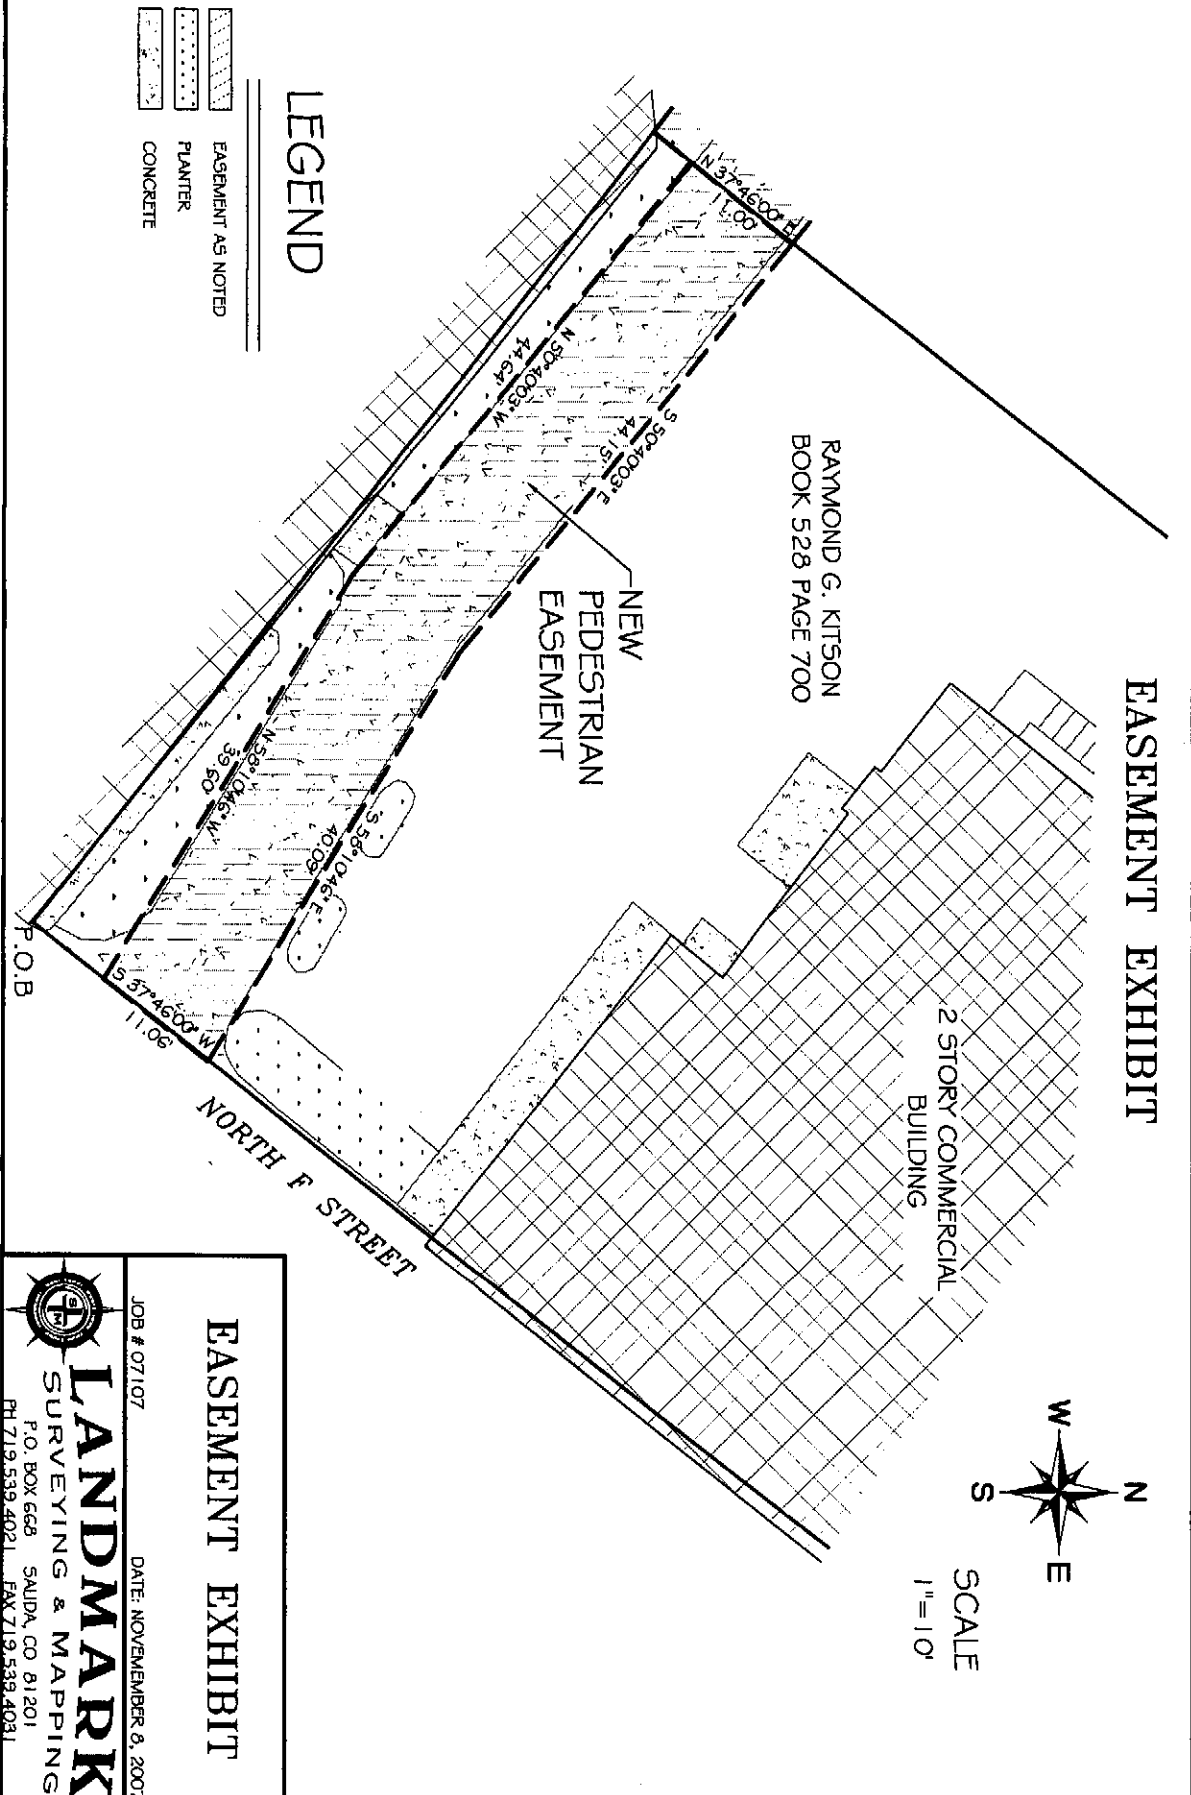 EASEMENT EXHIBIT
N
W
E
S
SCALE
1"=10'
2 STORY COMMERCIAL
BUILDING
RAYMOND G. KITSON
BOOK 528 PAGE 700
NEW
PEDESTRIAN
EASEMENT
N 37°46'00" E
11.00'
S 50°40'03" E
44.15'
N 50°40'03" W
44.64'
S 58°10'46" E
40.09'
N 58°10'46" W
39.60'
S 37°46'00" W
11.06'
NORTH F STREET
P.O.B
LEGEND
EASEMENT AS NOTED
PLANTER
CONCRETE
EASEMENT EXHIBIT
JOB # 07107
DATE: NOVEMEMBER 8, 2007
S
M
LANDMARK
SURVEYING & MAPPING
P.O. BOX 668 SALIDA, CO 81201
PH 719.539.4021 FAX 719.539.4031